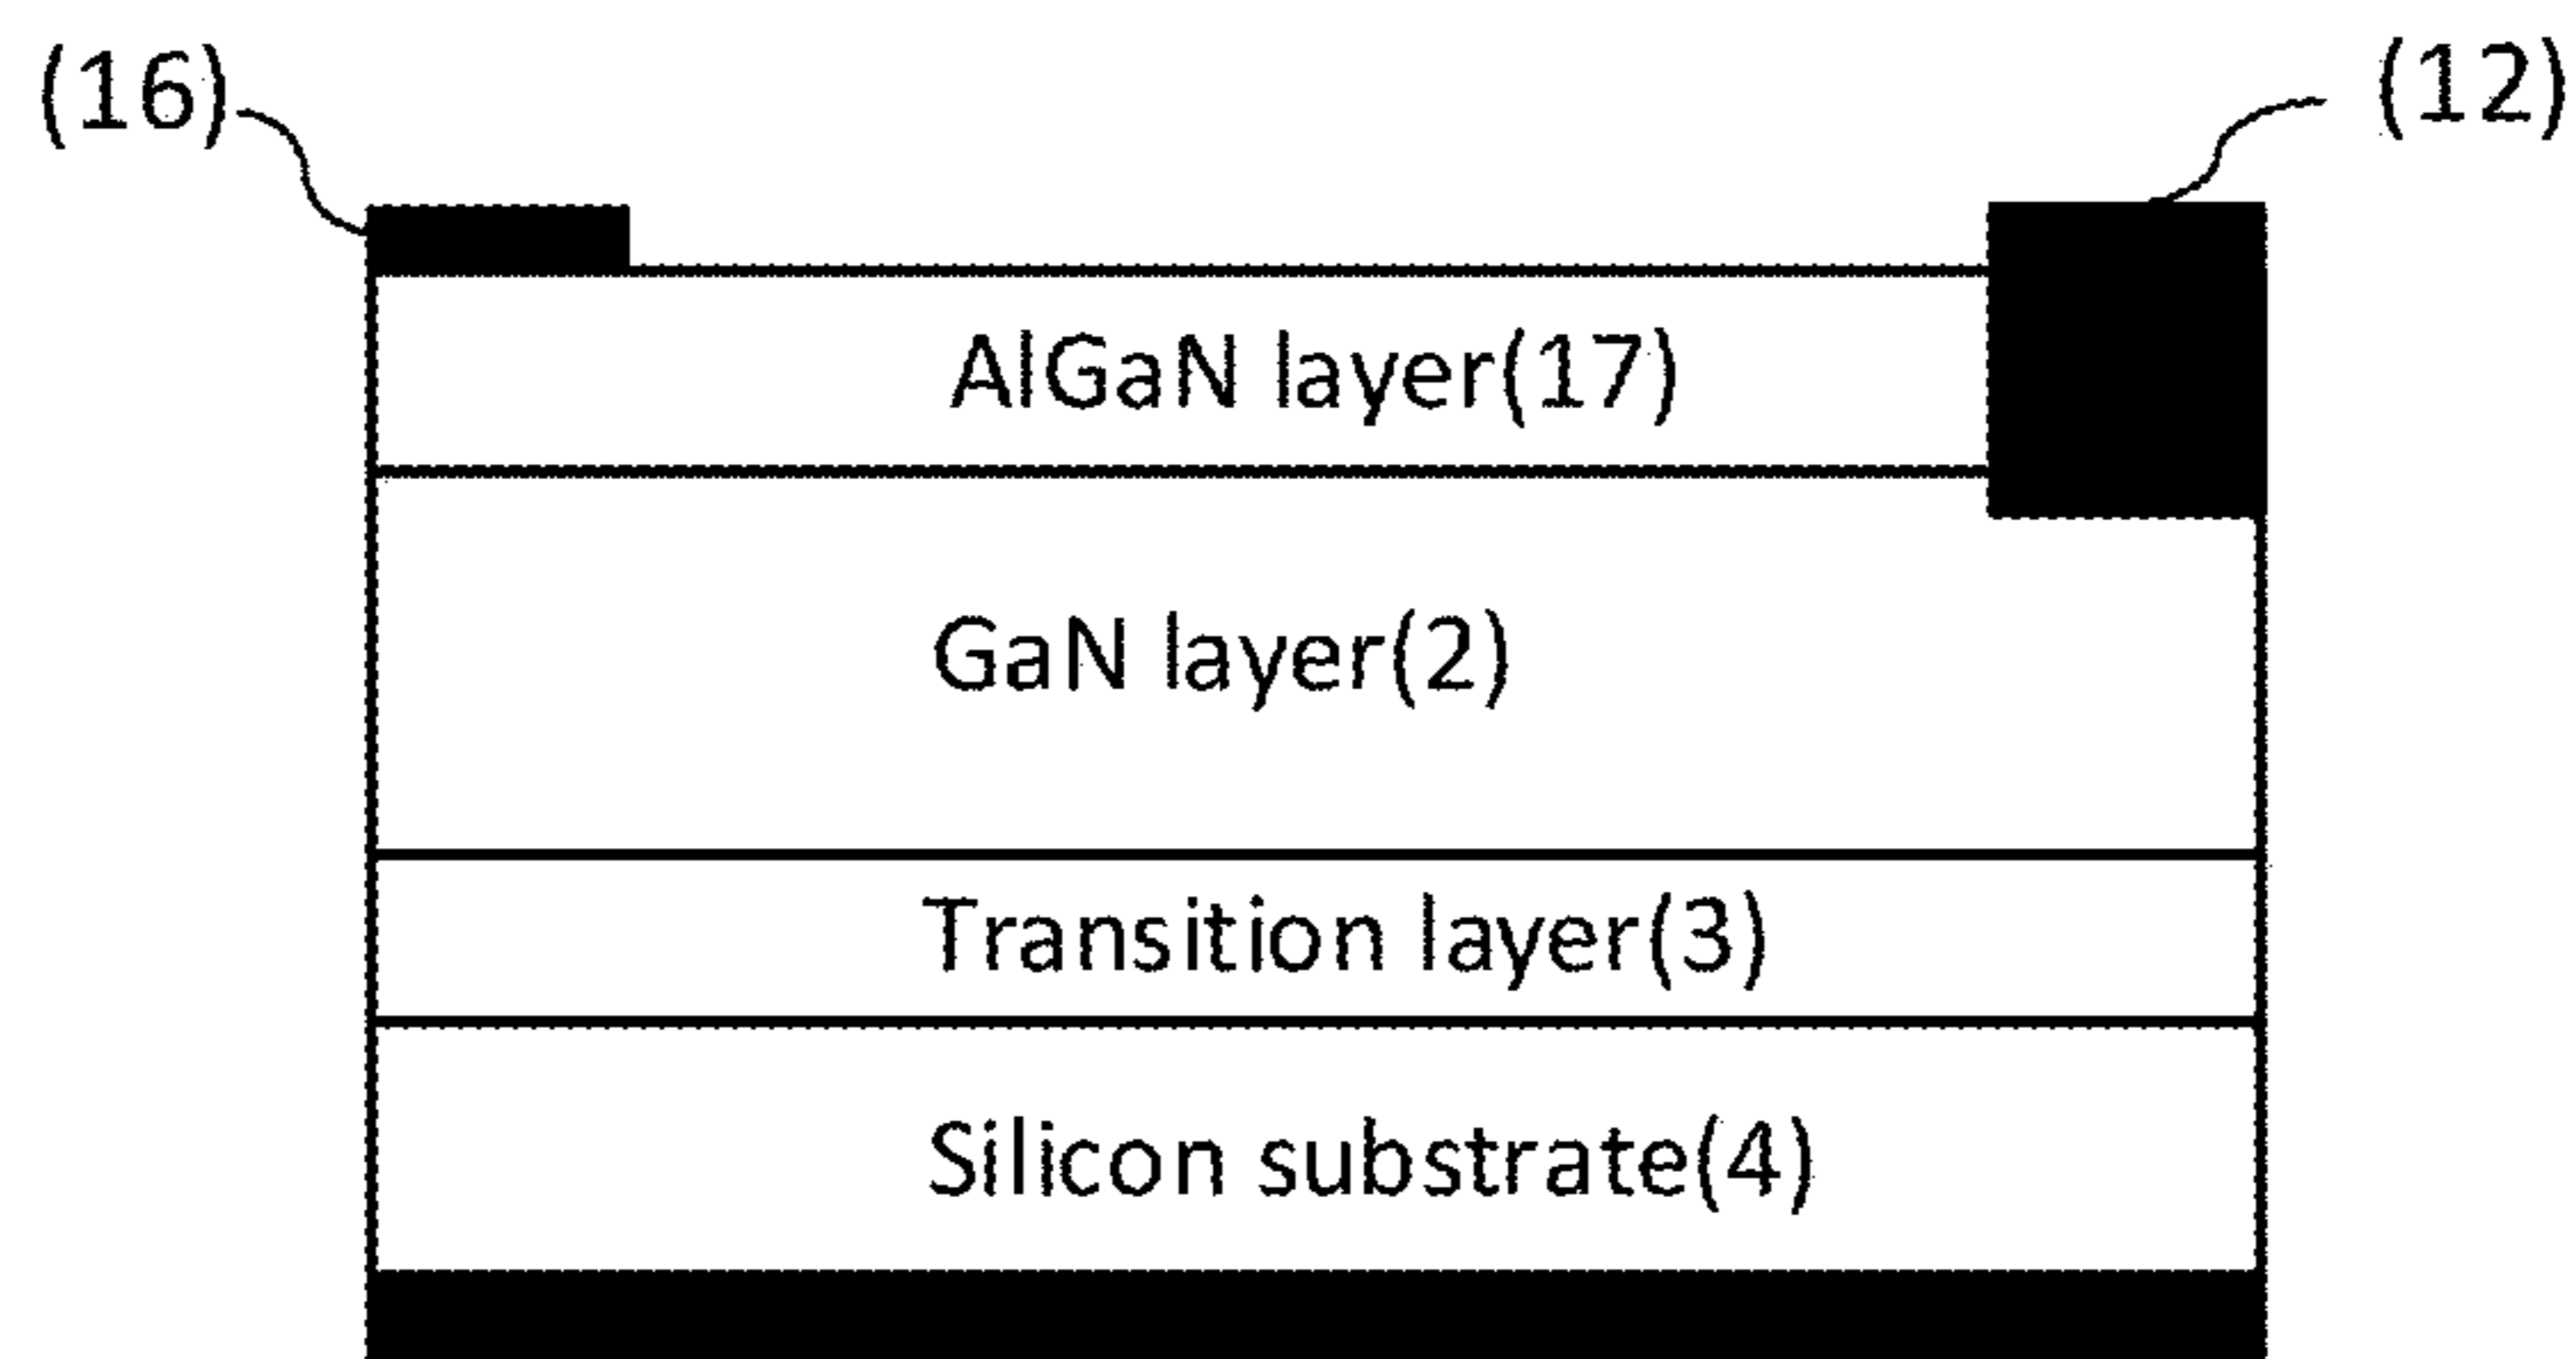 (16)
(12)
AlGaN layer(17)
GaN layer(2)
Transition layer(3)
Silicon substrate(4)